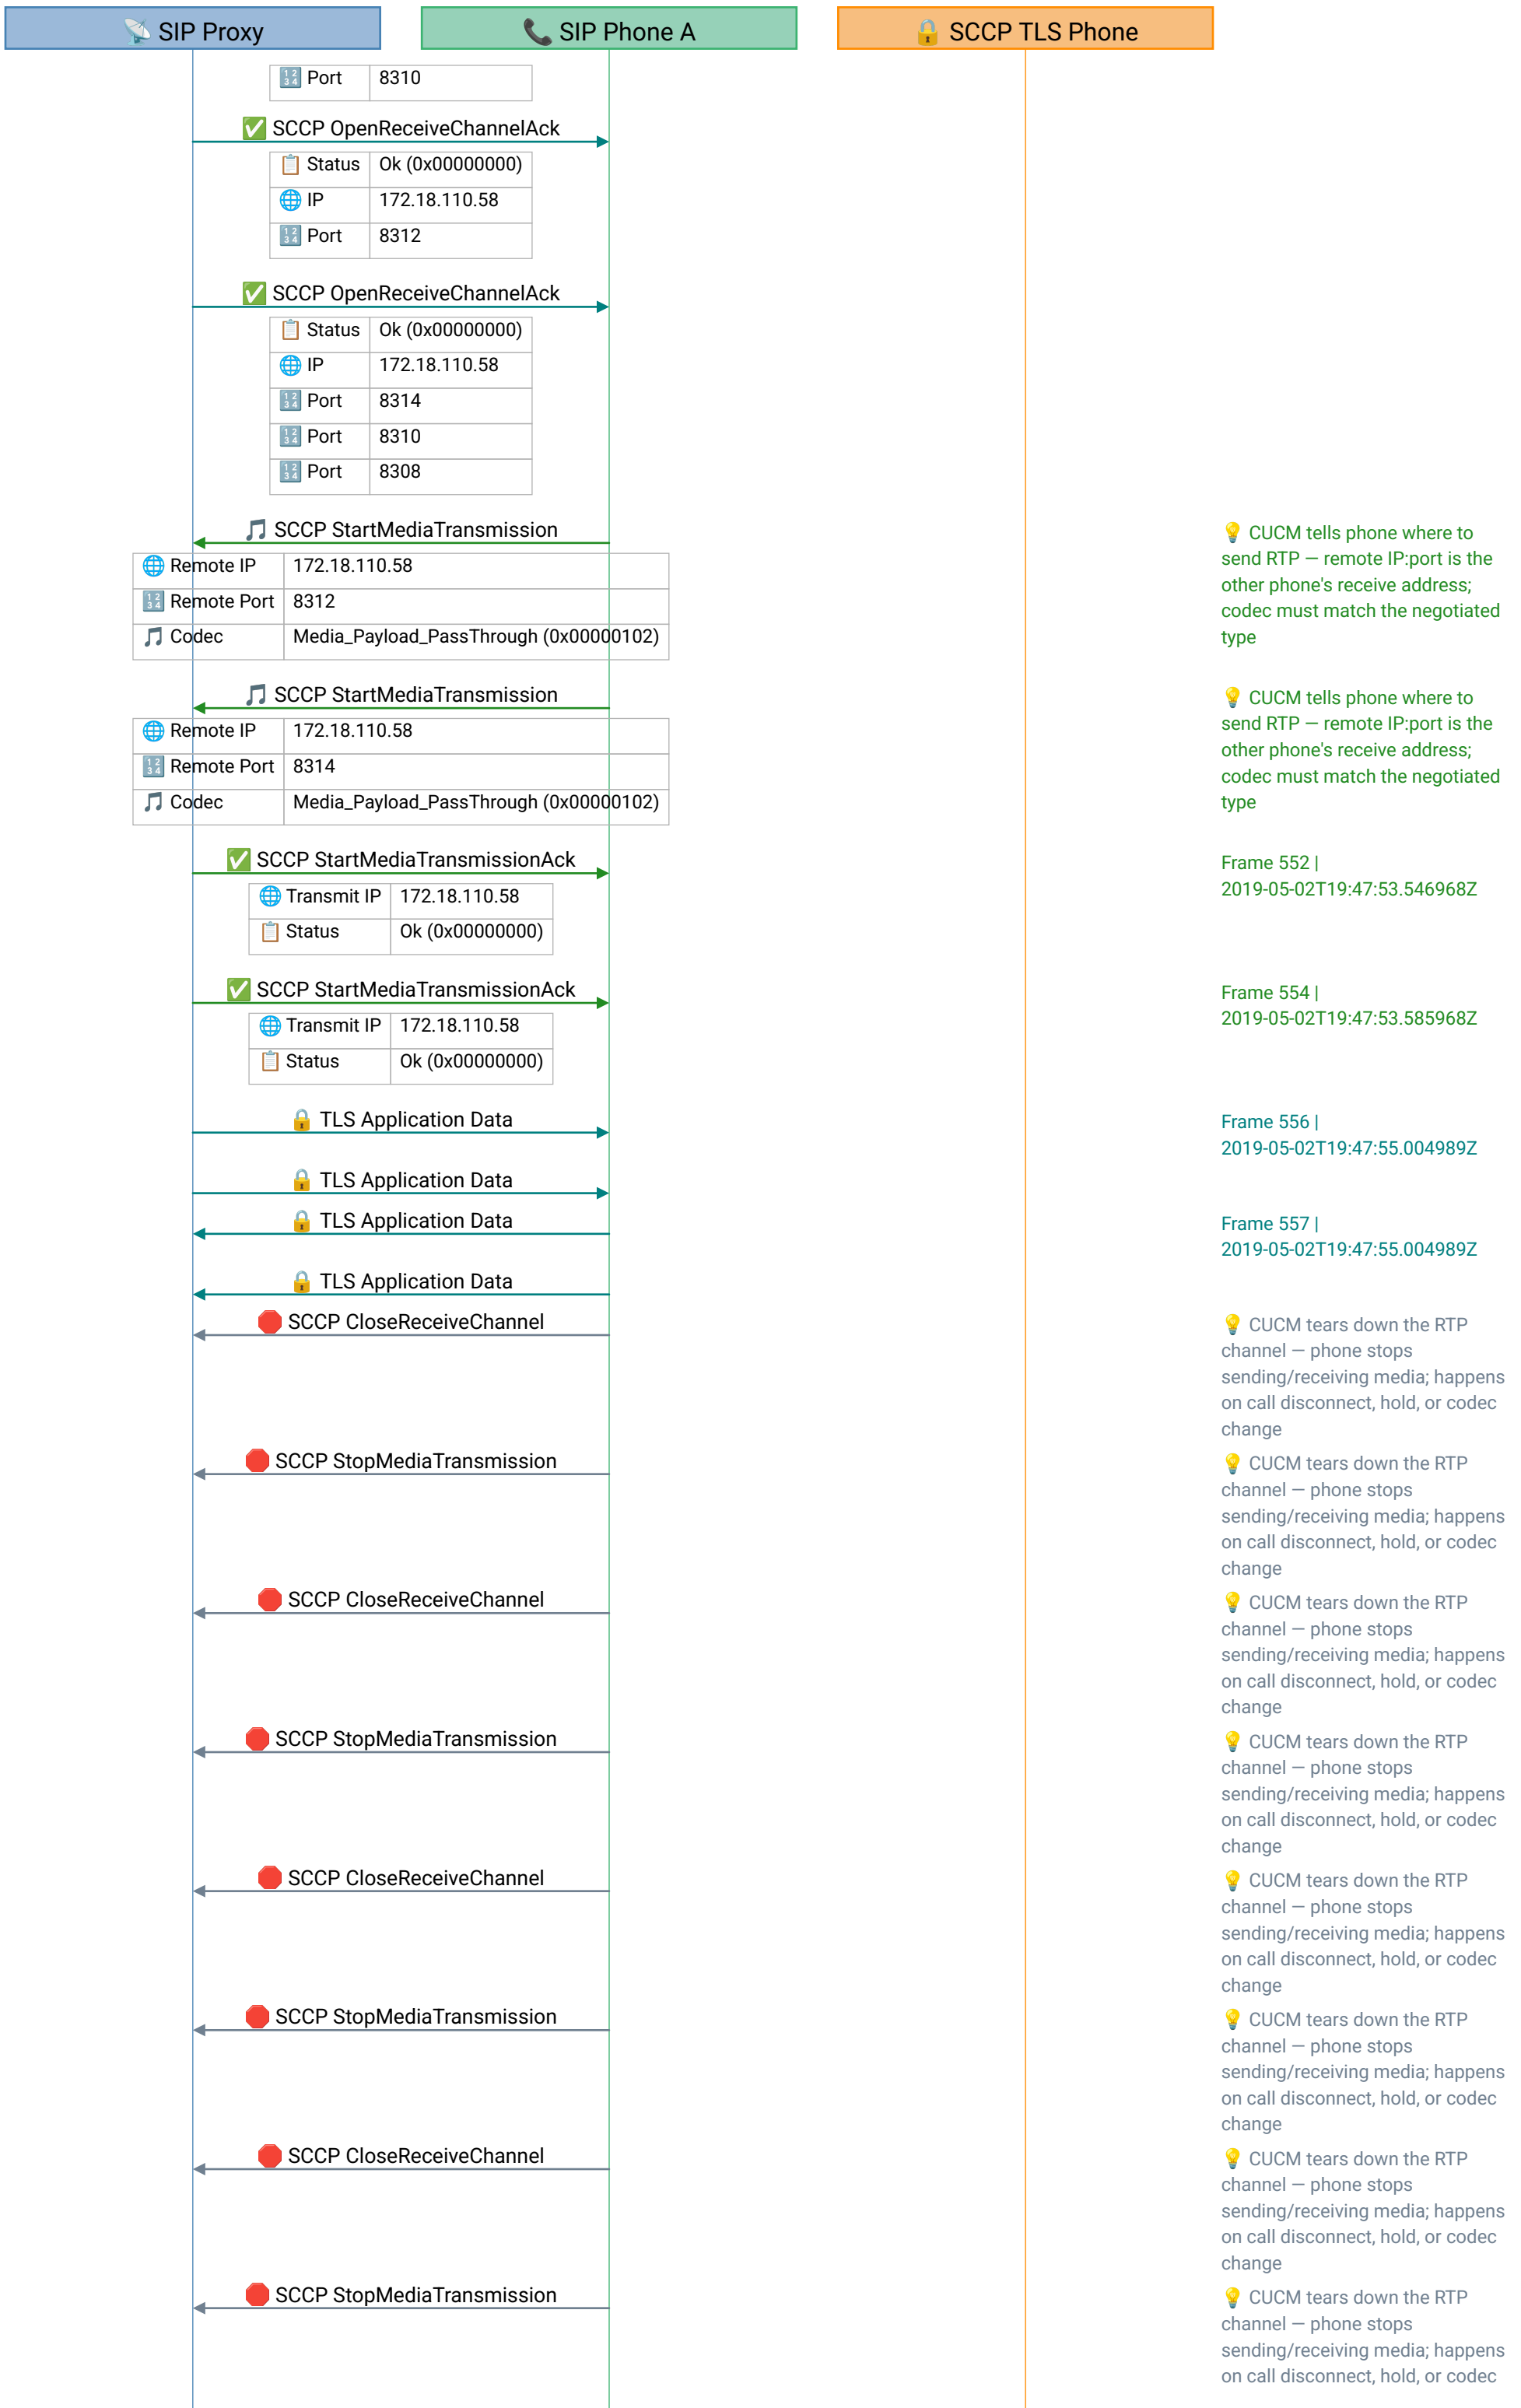 📡 SIP Proxy
📞 SIP Phone A
🔒 SCCP TLS Phone
🔢 Port 8310
✅ SCCP OpenReceiveChannelAck
📋 Status Ok (0x00000000)
🌐 IP 172.18.110.58
🔢 Port 8312
✅ SCCP OpenReceiveChannelAck
📋 Status Ok (0x00000000)
🌐 IP 172.18.110.58
🔢 Port 8314
🔢 Port 8310
🔢 Port 8308
🎵 SCCP StartMediaTransmission
💡 CUCM tells phone where to
send RTP — remote IP:port is the
other phone's receive address;
codec must match the negotiated
type
🌐 Remote IP 172.18.110.58
🔢 Remote Port 8312
🎵 Codec Media_Payload_PassThrough (0x00000102)
🎵 SCCP StartMediaTransmission
💡 CUCM tells phone where to
send RTP — remote IP:port is the
other phone's receive address;
codec must match the negotiated
type
🌐 Remote IP 172.18.110.58
🔢 Remote Port 8314
🎵 Codec Media_Payload_PassThrough (0x00000102)
✅ SCCP StartMediaTransmissionAck
Frame 552 |
2019-05-02T19:47:53.546968Z
🌐 Transmit IP 172.18.110.58
📋 Status Ok (0x00000000)
✅ SCCP StartMediaTransmissionAck
Frame 554 |
2019-05-02T19:47:53.585968Z
🌐 Transmit IP 172.18.110.58
📋 Status Ok (0x00000000)
🔒 TLS Application Data
Frame 556 |
2019-05-02T19:47:55.004989Z
🔒 TLS Application Data
🔒 TLS Application Data
Frame 557 |
2019-05-02T19:47:55.004989Z
🔒 TLS Application Data
🛑 SCCP CloseReceiveChannel
💡 CUCM tears down the RTP
channel — phone stops
sending/receiving media; happens
on call disconnect, hold, or codec
change
🛑 SCCP StopMediaTransmission
💡 CUCM tears down the RTP
channel — phone stops
sending/receiving media; happens
on call disconnect, hold, or codec
change
🛑 SCCP CloseReceiveChannel
💡 CUCM tears down the RTP
channel — phone stops
sending/receiving media; happens
on call disconnect, hold, or codec
change
🛑 SCCP StopMediaTransmission
💡 CUCM tears down the RTP
channel — phone stops
sending/receiving media; happens
on call disconnect, hold, or codec
change
🛑 SCCP CloseReceiveChannel
💡 CUCM tears down the RTP
channel — phone stops
sending/receiving media; happens
on call disconnect, hold, or codec
change
🛑 SCCP StopMediaTransmission
💡 CUCM tears down the RTP
channel — phone stops
sending/receiving media; happens
on call disconnect, hold, or codec
change
🛑 SCCP CloseReceiveChannel
💡 CUCM tears down the RTP
channel — phone stops
sending/receiving media; happens
on call disconnect, hold, or codec
change
🛑 SCCP StopMediaTransmission
💡 CUCM tears down the RTP
channel — phone stops
sending/receiving media; happens
on call disconnect, hold, or codec